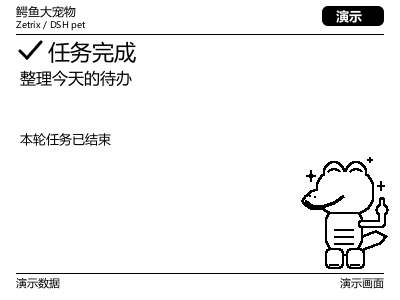 鳄鱼大宠物
Zetrix / DSH pet
演示
任务完成
整理今天的待办
本轮任务已结束
演示数据
演示画面